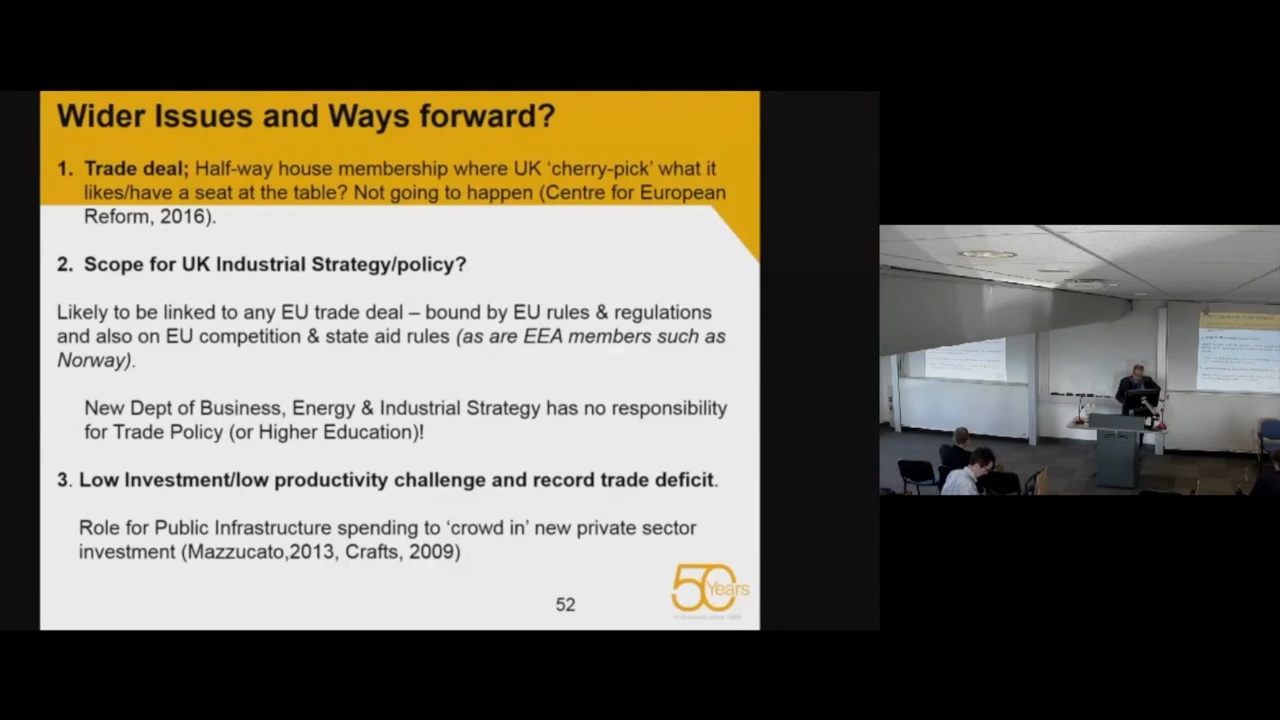 Wider Issues and Ways forward?
1. Trade deal; Half-way house membership where UK ‘cherry-pick’ what it
likes/have a seat at the table? Not going to happen (Centre for European
Reform, 2016).
2. Scope for UK Industrial Strategy/policy?
Likely to be linked to any EU trade deal – bound by EU rules & regulations
and also on EU competition & state aid rules (as are EEA members such as
Norway).
New Dept of Business, Energy & Industrial Strategy has no responsibility
for Trade Policy (or Higher Education)!
3. Low Investment/low productivity challenge and record trade deficit.
Role for Public Infrastructure spending to ‘crowd in’ new private sector
investment (Mazzucato,2013, Crafts, 2009)
50 Years
52